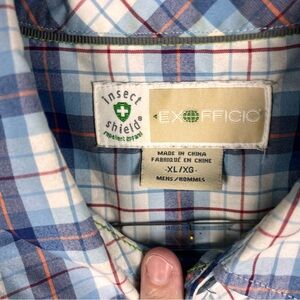 Insect
shield®
repellent apparel
EXOFFICIO®
MADE IN CHINA
FABRIQUÉ EN CHINE
-XL/XG-
MENS/HOMMES